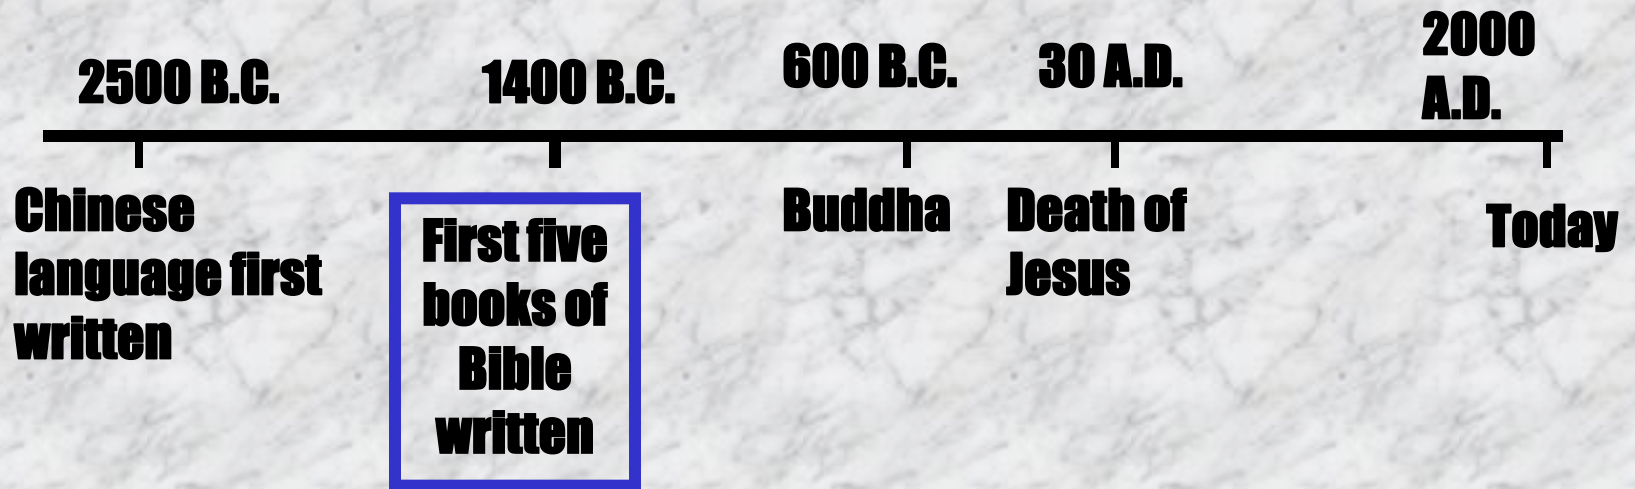 2500 B.C.
1400 B.C.
600 B.C.
30 A.D.
2000
A.D.
Chinese
language first
written
First five
books of
Bible
written
Buddha
Death of
Jesus
Today